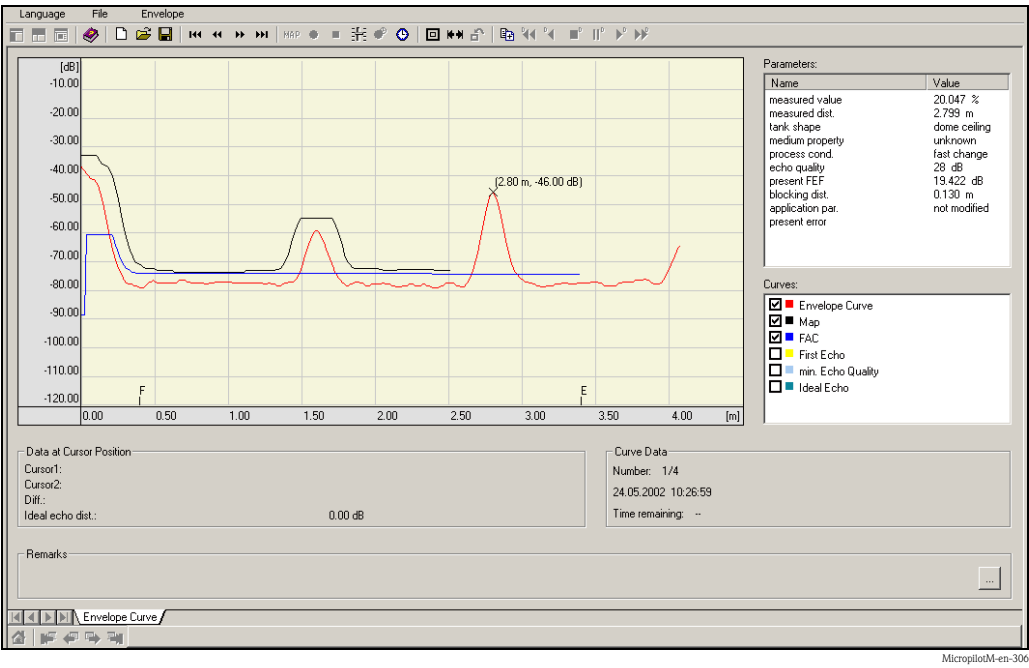 Language File Envelope
MAP
[dB]
-10.00
-20.00
-30.00
-40.00
-50.00
-60.00
-70.00
-80.00
-90.00
-100.00
-110.00
-120.00
(2.80 m, -46.00 dB)
F
E
0.00 0.50 1.00 1.50 2.00 2.50 3.00 3.50 4.00 [m]
Parameters:
Name Value
measured value 20.047 %
measured dist. 2.799 m
tank shape dome ceiling
medium property unknown
process cond. fast change
echo quality 28 dB
present FEF 19.422 dB
blocking dist. 0.130 m
application par. not modified
present error
Curves:
Envelope Curve
Map
FAC
First Echo
min. Echo Quality
Ideal Echo
Data at Cursor Position
Cursor1:
Cursor2:
Diff.:
Ideal echo dist.: 0.00 dB
Curve Data
Number: 1/4
24.05.2002 10:26:59
Time remaining: --
Remarks
...
Envelope Curve
MicropilotM-en-306